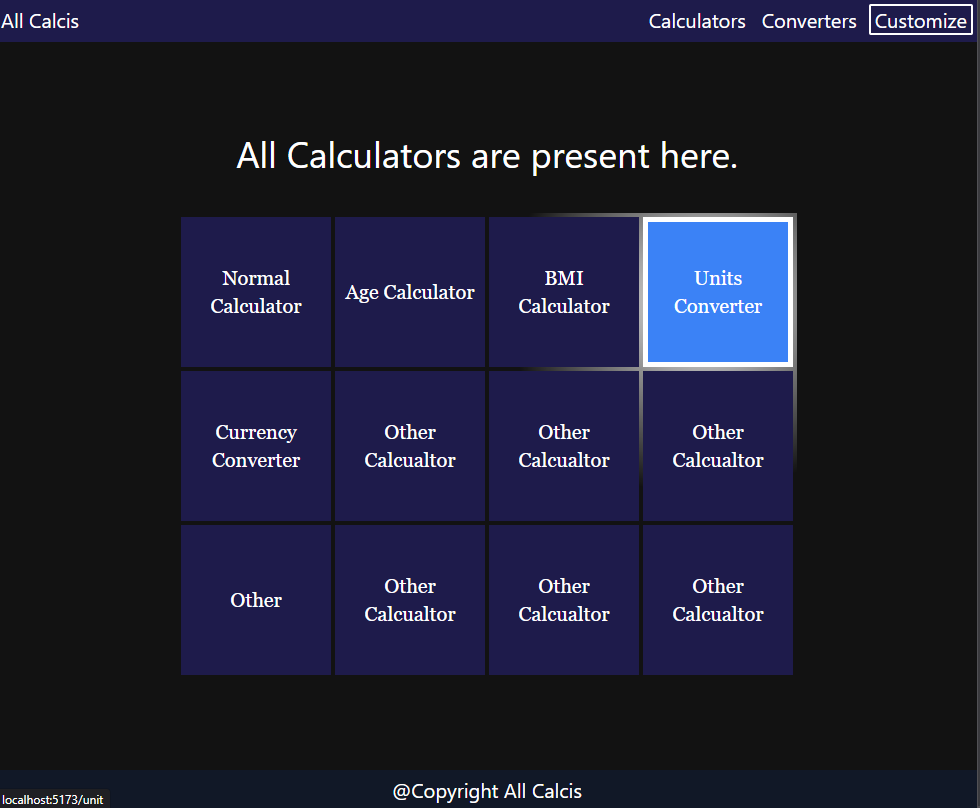 All Calcis
Calculators Converters Customize
All Calculators are present here.
Normal
Calculator
Age Calculator
BMI
Calculator
Units
Converter
Currency
Converter
Other
Calcualtor
Other
Calcualtor
Other
Calcualtor
Other
Other
Calcualtor
Other
Calcualtor
Other
Calcualtor
@Copyright All Calcis
localhost:5173/unit